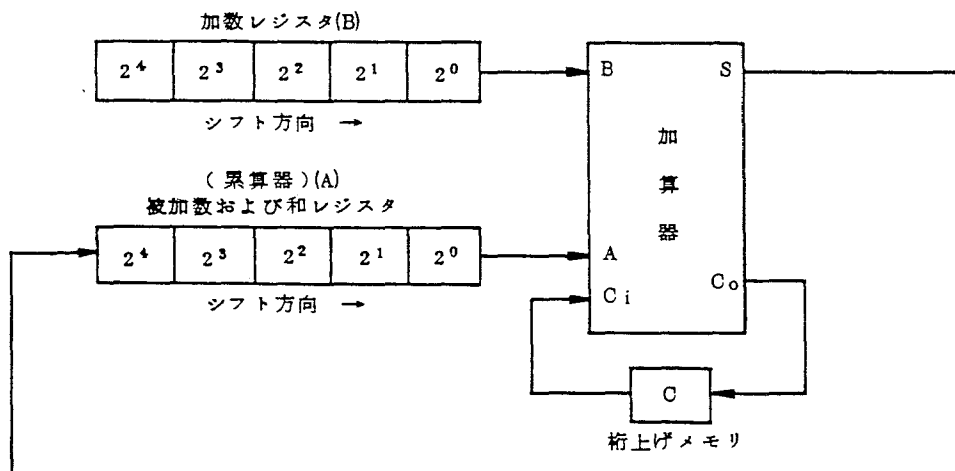 加数レジスタ(B)
2⁴ 2³ 2² 2¹ 2⁰
シフト方向 →
(累算器)(A)
被加数および和レジスタ
2⁴ 2³ 2² 2¹ 2⁰
シフト方向 →
B S
加
算
器
A
Ci Co
C
桁上げメモリ